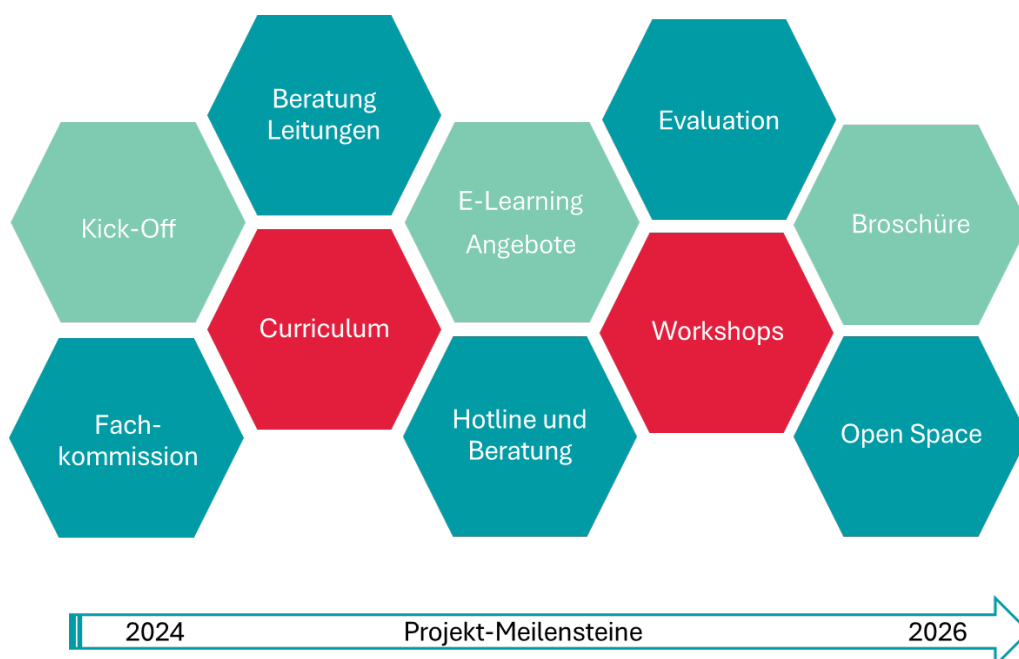 Beratung
Leitungen
Evaluation
Kick-Off
E-Learning
Angebote
Broschüre
Curriculum
Workshops
Fach-
kommission
Hotline und
Beratung
Open Space
2024 Projekt-Meilensteine 2026